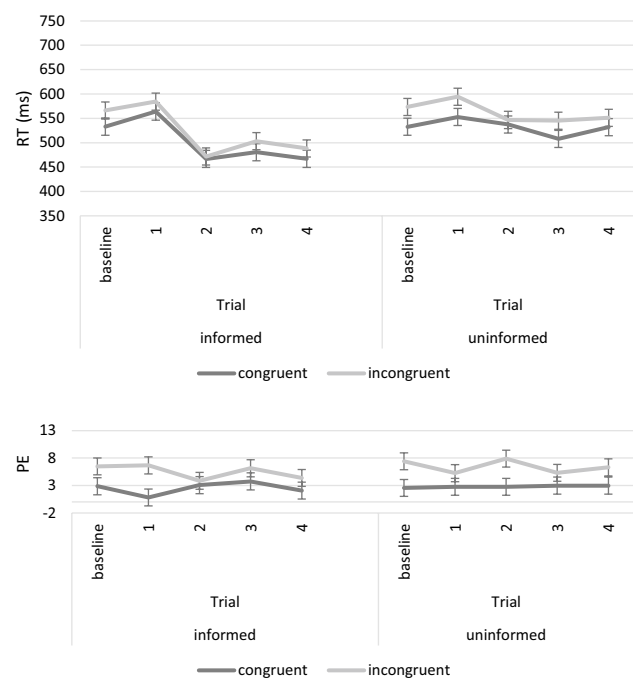 750
700
650
600
550
500
450
400
350
RT (ms)
baseline 1 2 3 4 baseline 1 2 3 4
Trial Trial
informed uninformed
congruent incongruent
13
8
3
-2
PE
baseline 1 2 3 4 baseline 1 2 3 4
Trial Trial
informed uninformed
congruent incongruent